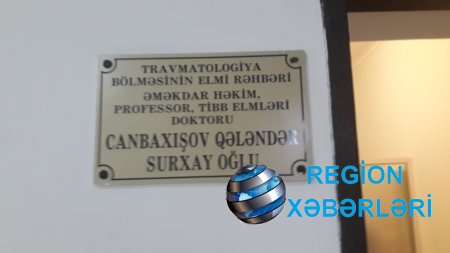 TRAVMATOLOGİYA
BÖLMƏSİNİN ELMİ RƏHBƏRİ
ƏMƏKDAR HƏKİM,
PROFESSOR, TİBB ELMLƏRİ
DOKTORU
CANBAXIŞOV QƏLƏNDƏR
SURXAY OĞLU
REGİON
XƏBƏRLƏRİ